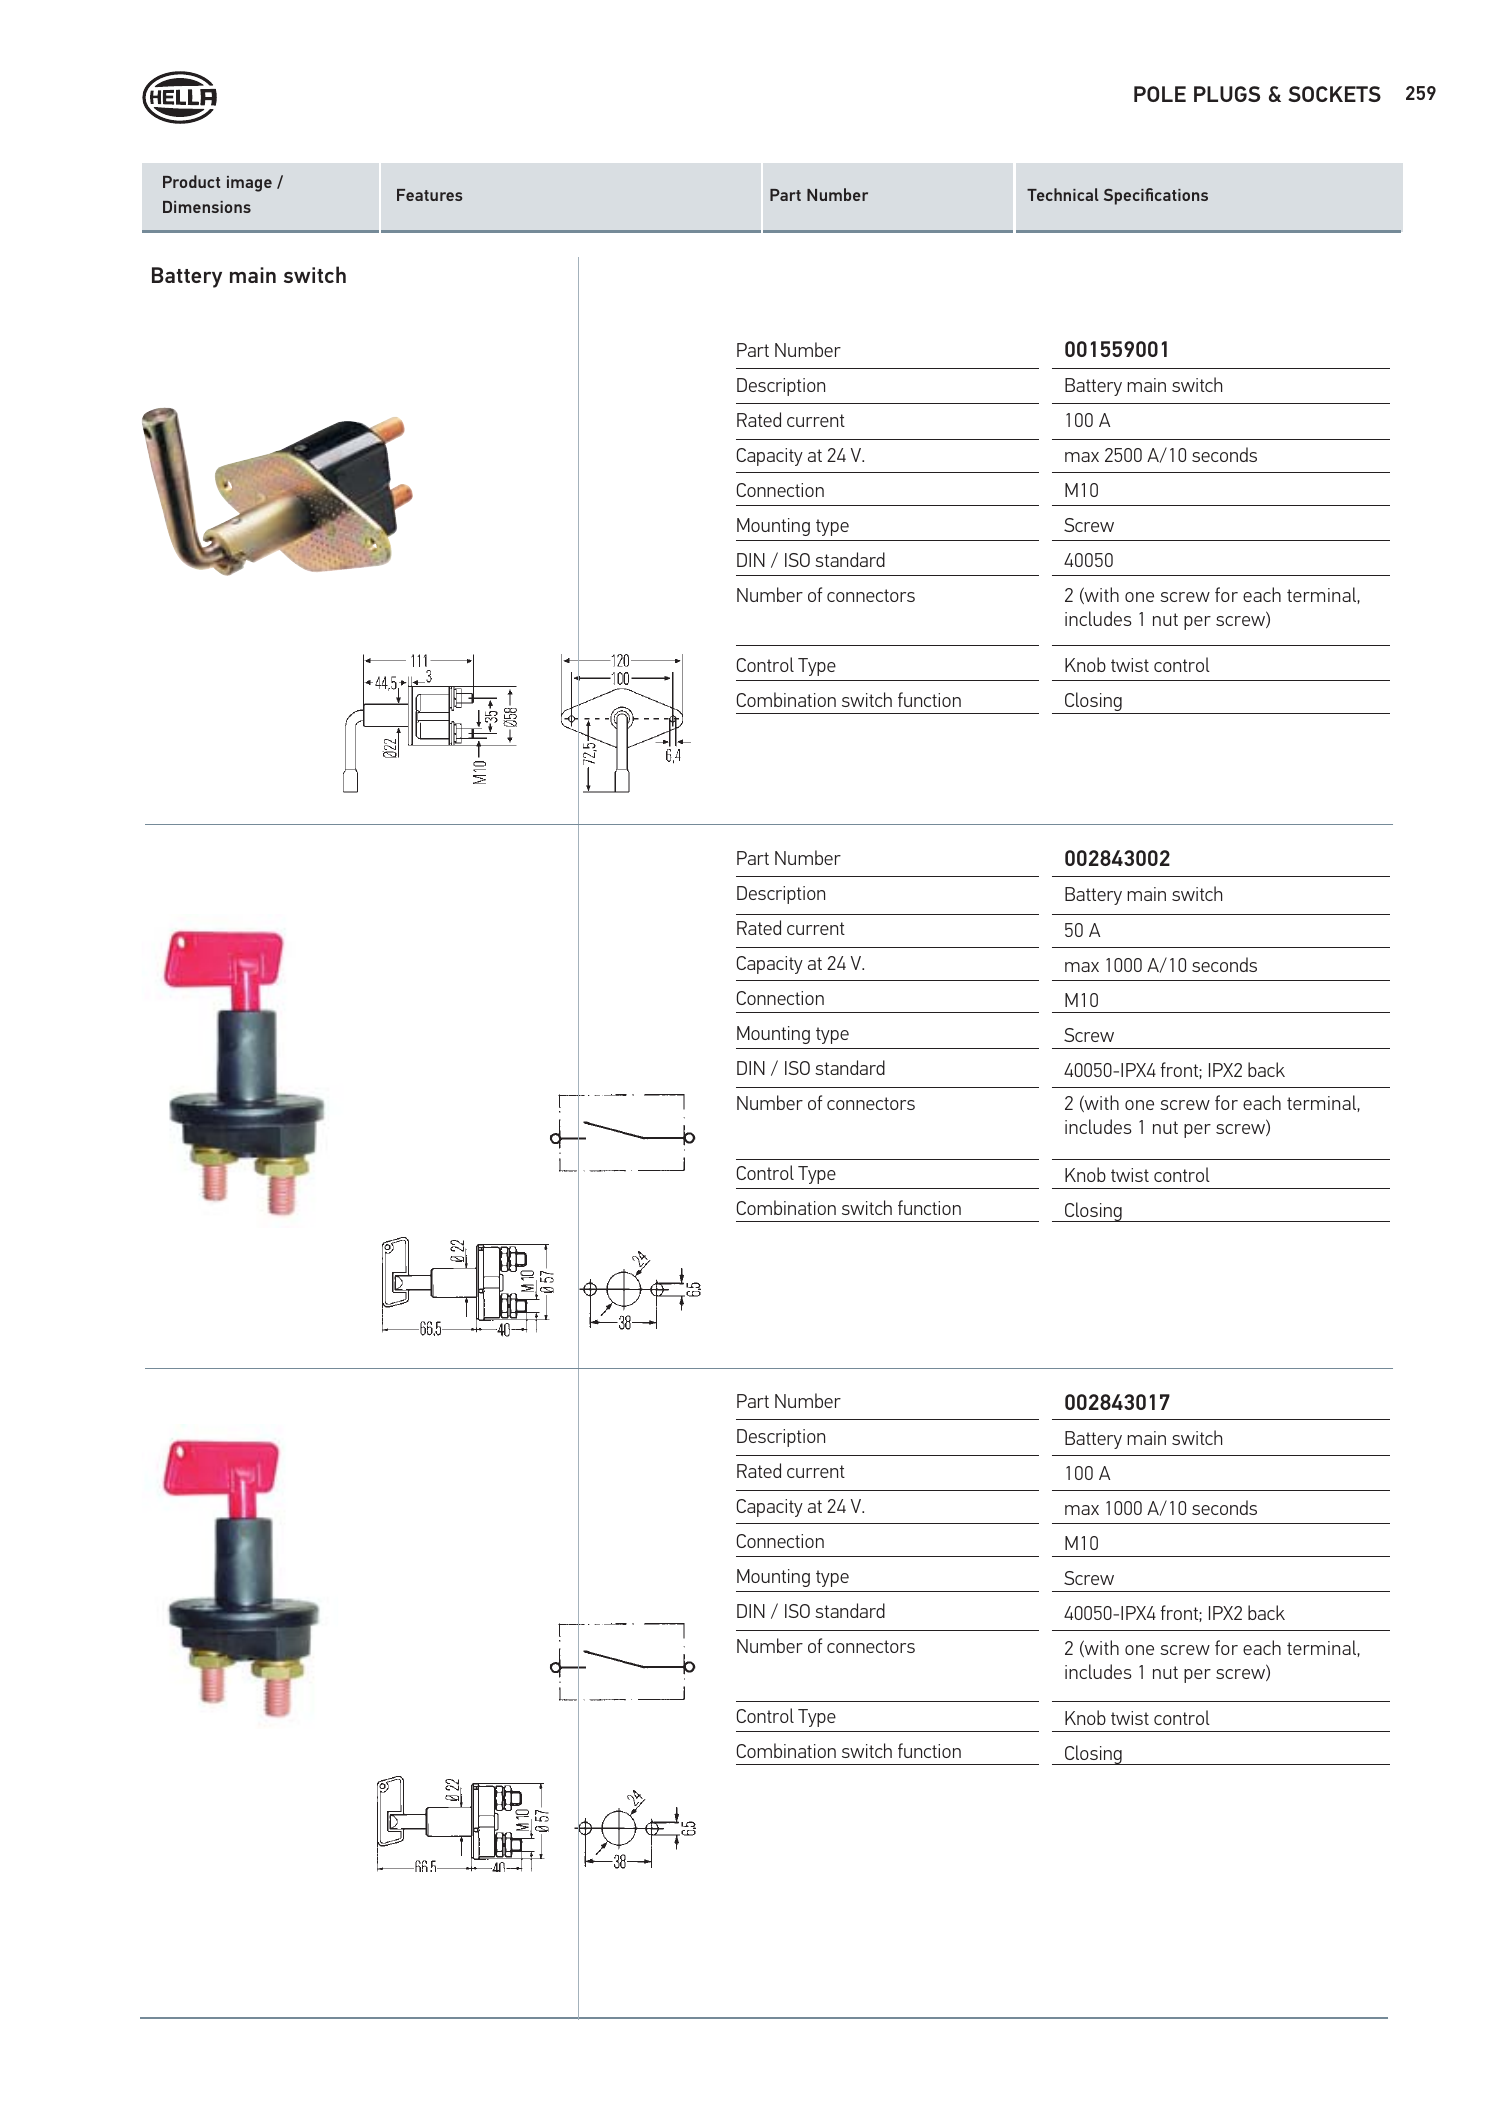 HELLA
POLE PLUGS & SOCKETS 259
Product image /
Dimensions
Features
Part Number
Technical Specifications
Battery main switch
Part Number 001559001
Description Battery main switch
Rated current 100 A
Capacity at 24 V. max 2500 A/10 seconds
Connection M10
Mounting type Screw
DIN / ISO standard 40050
Number of connectors 2 (with one screw for each terminal,
includes 1 nut per screw)
Control Type Knob twist control
Combination switch function Closing
111
44,5
3
Ø22
M10
35
Ø58
120
100
72,5
6,4
Part Number 002843002
Description Battery main switch
Rated current 50 A
Capacity at 24 V. max 1000 A/10 seconds
Connection M10
Mounting type Screw
DIN / ISO standard 40050-IPX4 front; IPX2 back
Number of connectors 2 (with one screw for each terminal,
includes 1 nut per screw)
Control Type Knob twist control
Combination switch function Closing
Ø 22
M 10
Ø 57
66,5
40
24
38
6,5
Part Number 002843017
Description Battery main switch
Rated current 100 A
Capacity at 24 V. max 1000 A/10 seconds
Connection M10
Mounting type Screw
DIN / ISO standard 40050-IPX4 front; IPX2 back
Number of connectors 2 (with one screw for each terminal,
includes 1 nut per screw)
Control Type Knob twist control
Combination switch function Closing
Ø 22
M 10
Ø 57
66,5
40
24
38
6,5